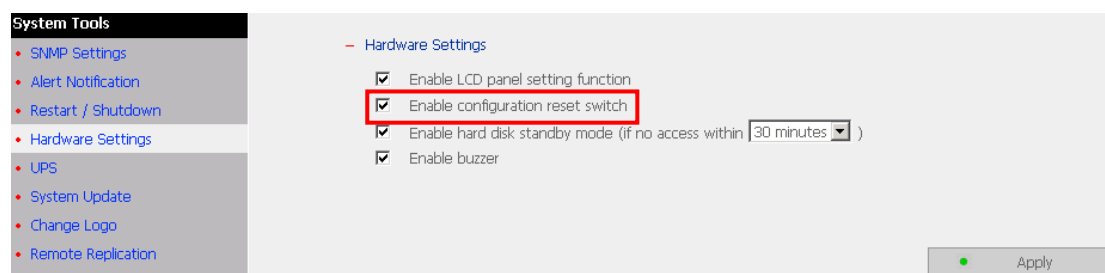 System Tools
SNMP Settings
Alert Notification
Restart / Shutdown
Hardware Settings
UPS
System Update
Change Logo
Remote Replication
– Hardware Settings
Enable LCD panel setting function
Enable configuration reset switch
Enable hard disk standby mode (if no access within 30 minutes )
Enable buzzer
Apply